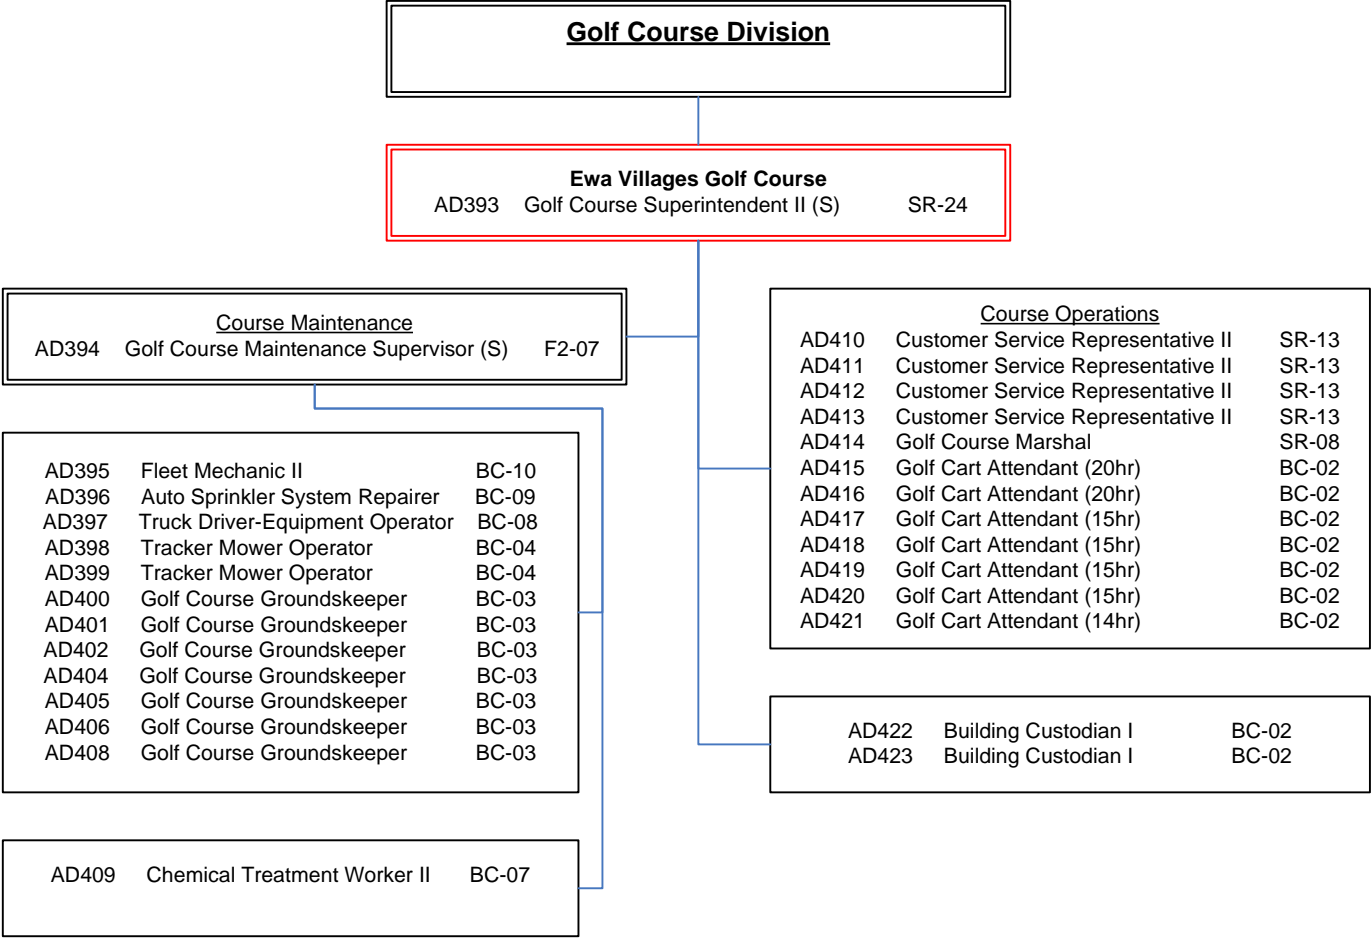 Golf Course Division
Ewa Villages Golf Course
AD393 Golf Course Superintendent II (S) SR-24
Course Maintenance
AD394 Golf Course Maintenance Supervisor (S) F2-07
AD395 Fleet Mechanic II BC-10
AD396 Auto Sprinkler System Repairer BC-09
AD397 Truck Driver-Equipment Operator BC-08
AD398 Tracker Mower Operator BC-04
AD399 Tracker Mower Operator BC-04
AD400 Golf Course Groundskeeper BC-03
AD401 Golf Course Groundskeeper BC-03
AD402 Golf Course Groundskeeper BC-03
AD404 Golf Course Groundskeeper BC-03
AD405 Golf Course Groundskeeper BC-03
AD406 Golf Course Groundskeeper BC-03
AD408 Golf Course Groundskeeper BC-03
AD409 Chemical Treatment Worker II BC-07
Course Operations
AD410 Customer Service Representative II SR-13
AD411 Customer Service Representative II SR-13
AD412 Customer Service Representative II SR-13
AD413 Customer Service Representative II SR-13
AD414 Golf Course Marshal SR-08
AD415 Golf Cart Attendant (20hr) BC-02
AD416 Golf Cart Attendant (20hr) BC-02
AD417 Golf Cart Attendant (15hr) BC-02
AD418 Golf Cart Attendant (15hr) BC-02
AD419 Golf Cart Attendant (15hr) BC-02
AD420 Golf Cart Attendant (15hr) BC-02
AD421 Golf Cart Attendant (14hr) BC-02
AD422 Building Custodian I BC-02
AD423 Building Custodian I BC-02